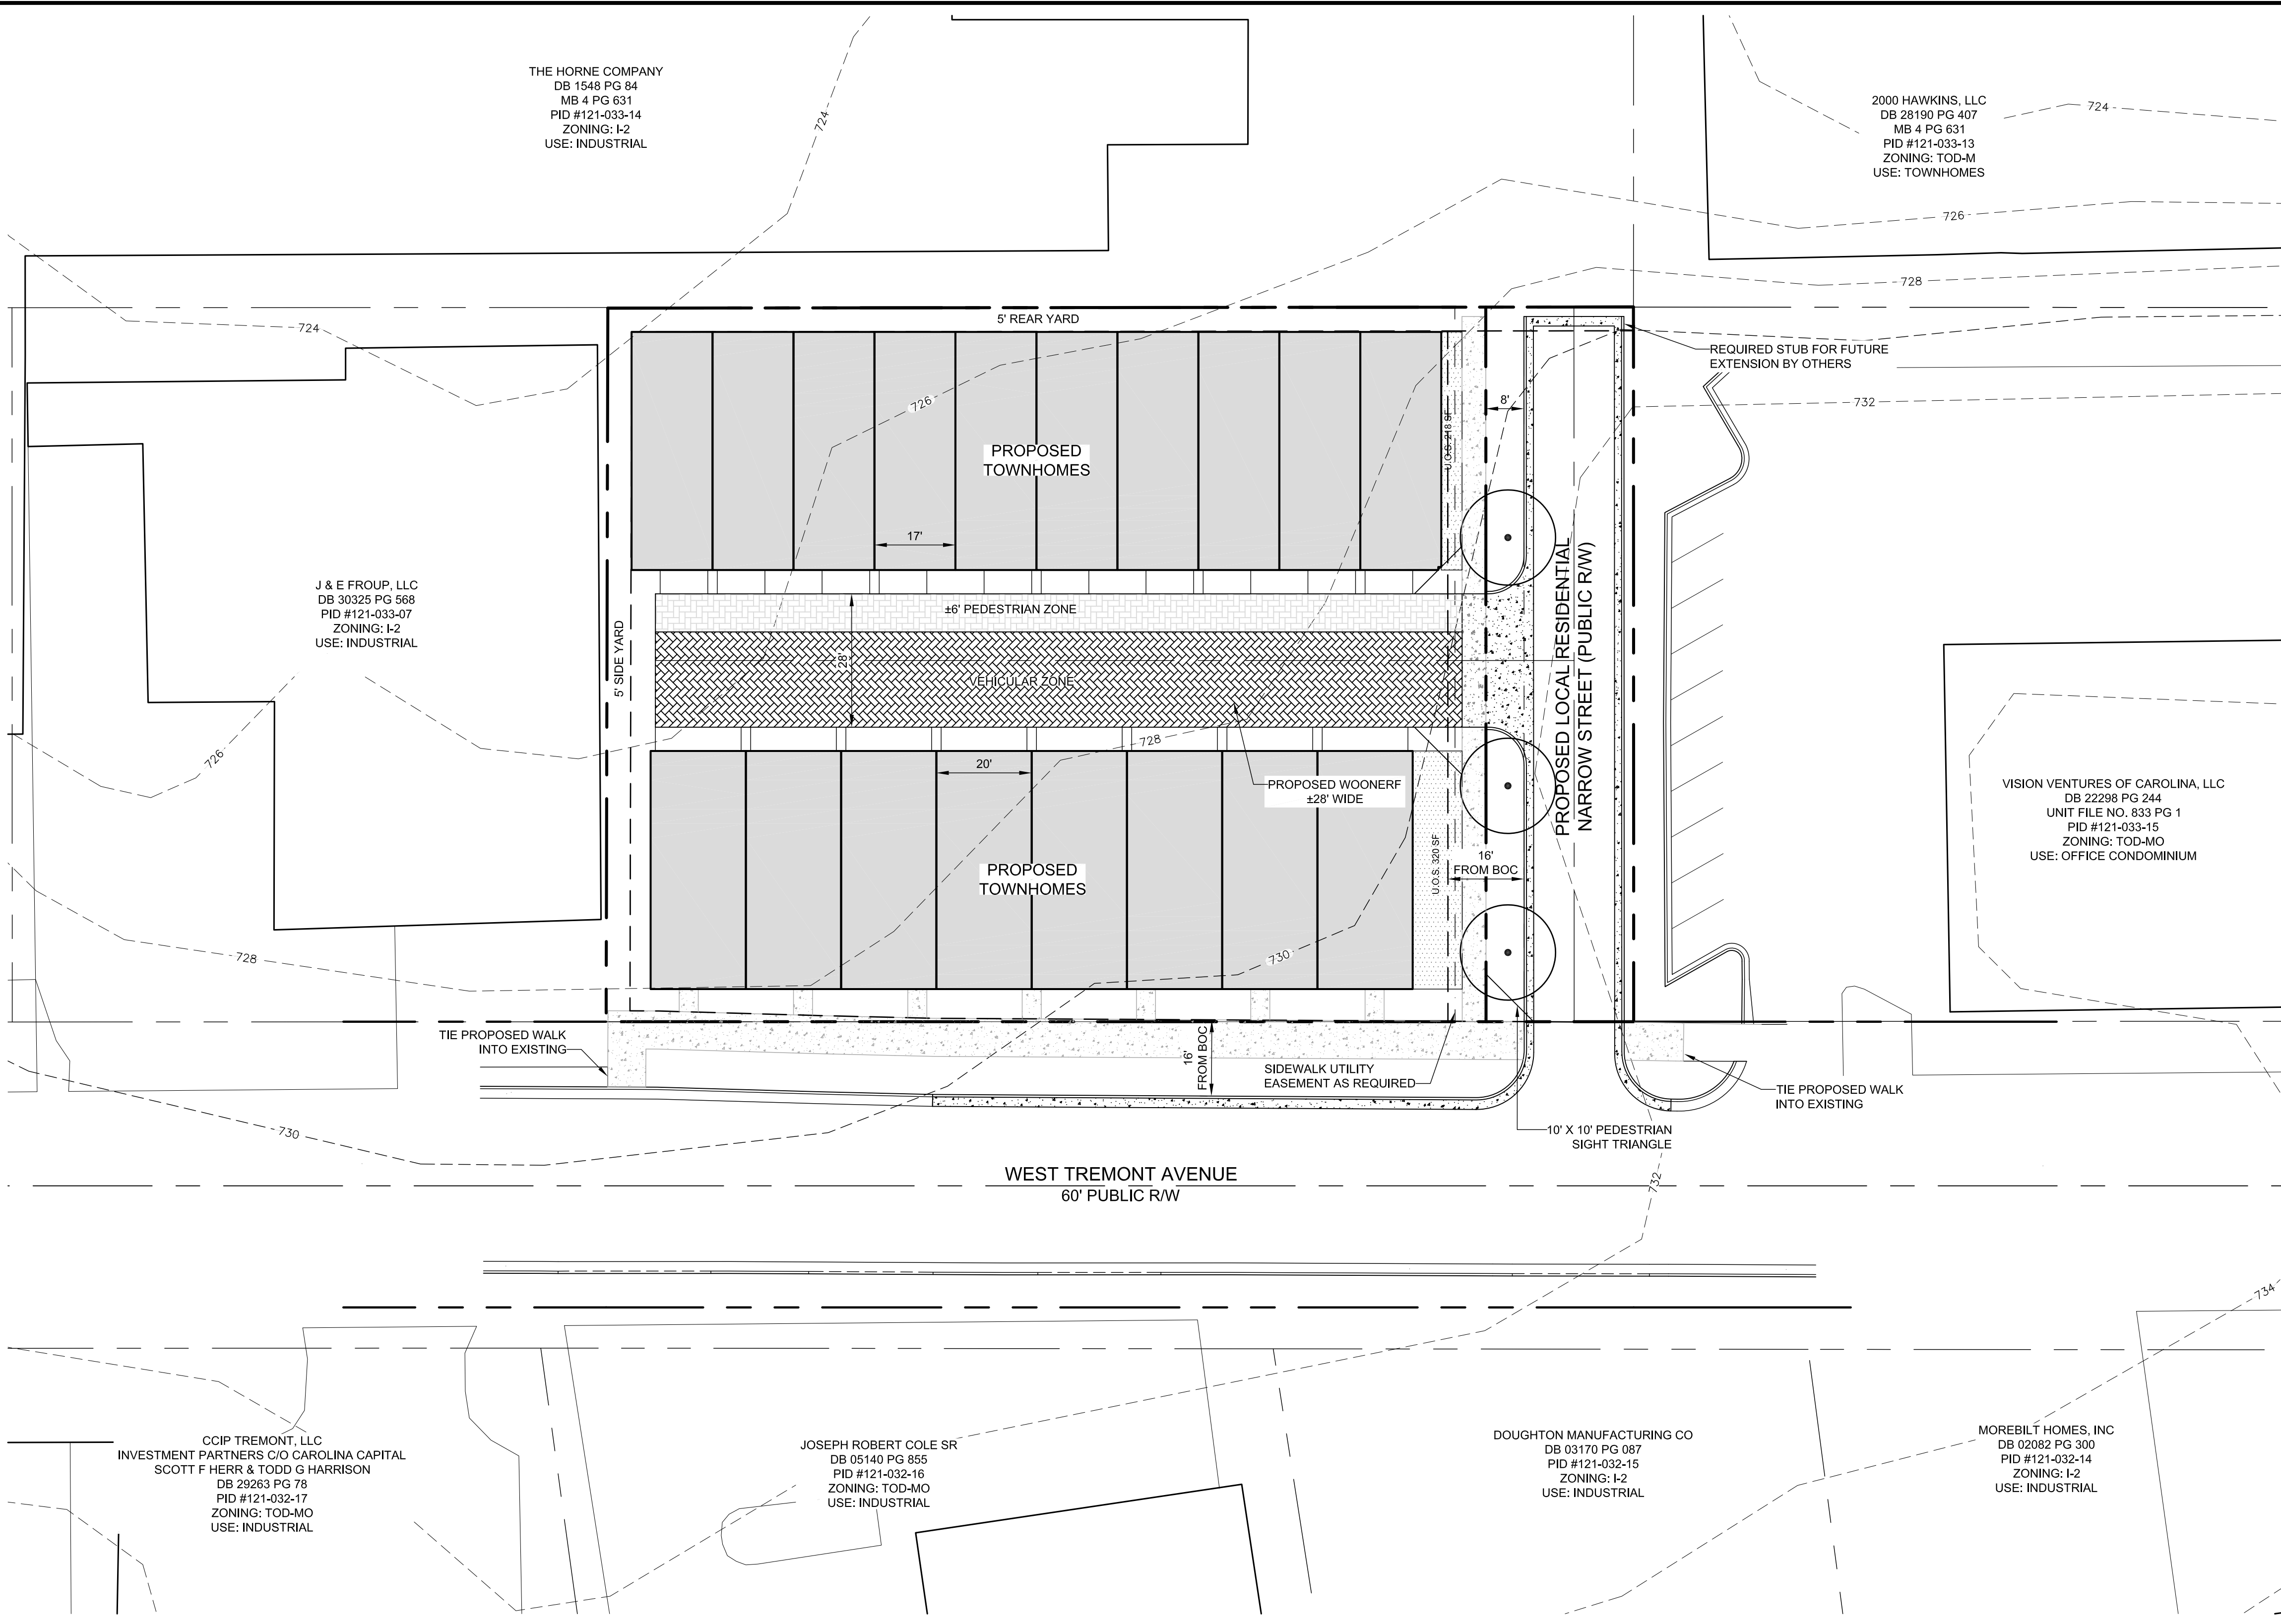 THE HORNE COMPANY
DB 1548 PG 84
MB 4 PG 631
PID #121-033-14
ZONING: I-2
USE: INDUSTRIAL
724
2000 HAWKINS, LLC
DB 28190 PG 407
MB 4 PG 631
PID #121-033-13
ZONING: TOD-M
USE: TOWNHOMES
724
726
728
724
5' REAR YARD
REQUIRED STUB FOR FUTURE
EXTENSION BY OTHERS
732
726
8'
U.O.S. 218 SF
PROPOSED
TOWNHOMES
17'
PROPOSED LOCAL RESIDENTIAL
NARROW STREET (PUBLIC R/W)
J & E FROUP, LLC
DB 30325 PG 568
PID #121-033-07
ZONING: I-2
USE: INDUSTRIAL
±6' PEDESTRIAN ZONE
5' SIDE YARD
28'
VEHICULAR ZONE
726
728
20'
PROPOSED WOONERF
±28' WIDE
VISION VENTURES OF CAROLINA, LLC
DB 22298 PG 244
UNIT FILE NO. 833 PG 1
PID #121-033-15
ZONING: TOD-MO
USE: OFFICE CONDOMINIUM
PROPOSED
TOWNHOMES
U.O.S. 320 SF
16'
FROM BOC
728
730
TIE PROPOSED WALK
INTO EXISTING
16'
FROM BOC
SIDEWALK UTILITY
EASEMENT AS REQUIRED
TIE PROPOSED WALK
INTO EXISTING
730
10' X 10' PEDESTRIAN
SIGHT TRIANGLE
WEST TREMONT AVENUE
60' PUBLIC R/W
732
734
CCIP TREMONT, LLC
INVESTMENT PARTNERS C/O CAROLINA CAPITAL
SCOTT F HERR & TODD G HARRISON
DB 29263 PG 78
PID #121-032-17
ZONING: TOD-MO
USE: INDUSTRIAL
JOSEPH ROBERT COLE SR
DB 05140 PG 855
PID #121-032-16
ZONING: TOD-MO
USE: INDUSTRIAL
DOUGHTON MANUFACTURING CO
DB 03170 PG 087
PID #121-032-15
ZONING: I-2
USE: INDUSTRIAL
MOREBILT HOMES, INC
DB 02082 PG 300
PID #121-032-14
ZONING: I-2
USE: INDUSTRIAL